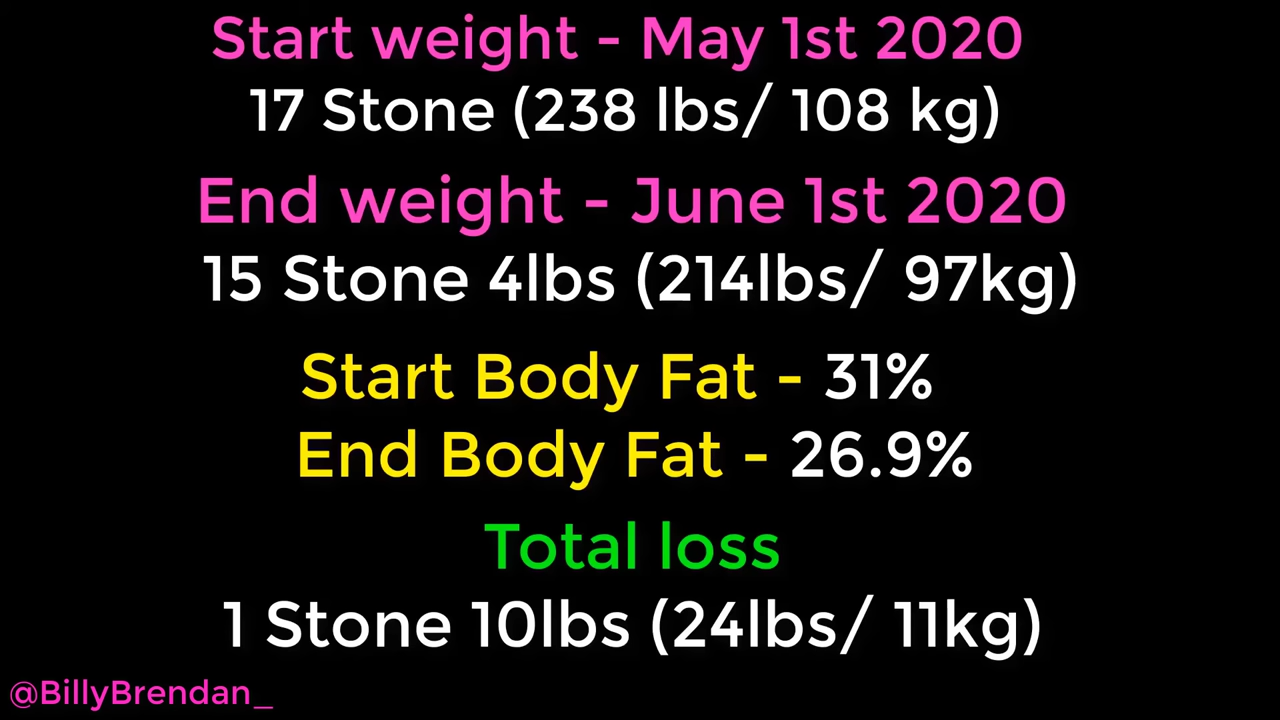 Start weight - May 1st 2020
17 Stone (238 lbs/ 108 kg)
End weight - June 1st 2020
15 Stone 4lbs (214lbs/ 97kg)
Start Body Fat - 31%
End Body Fat - 26.9%
Total loss
1 Stone 10lbs (24lbs/ 11kg)
@BillyBrendan_